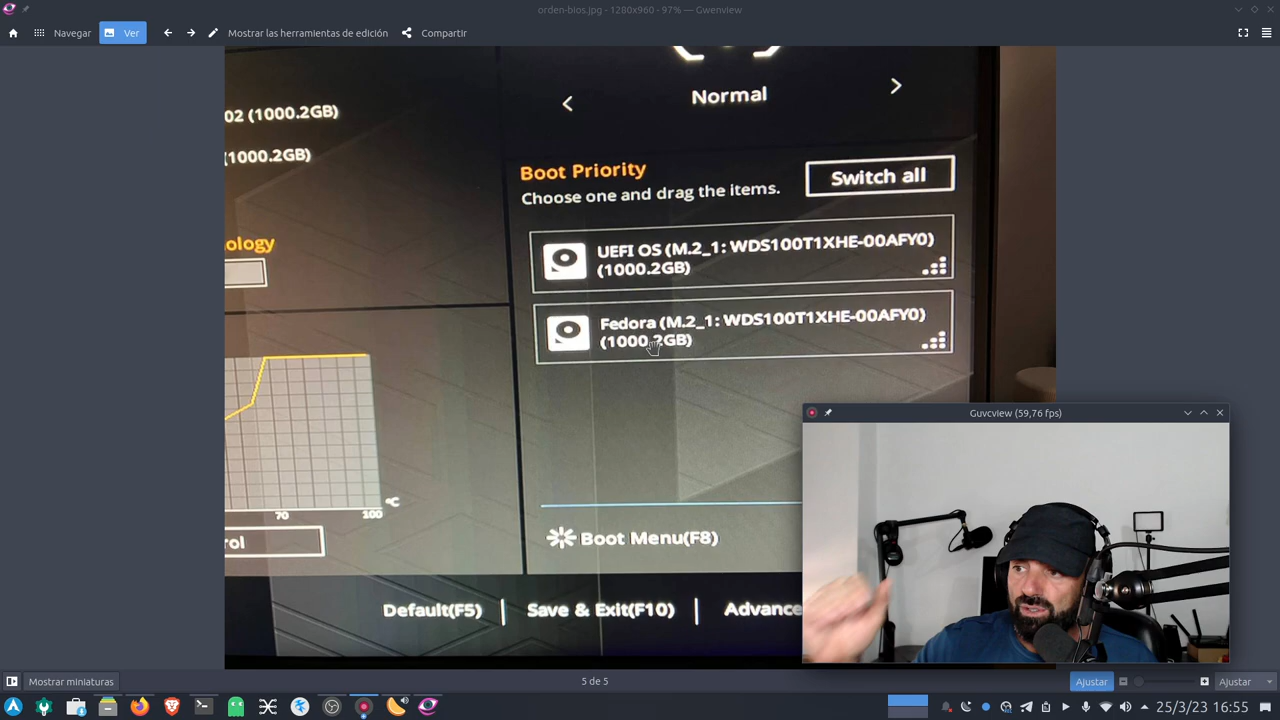 orden-bios.jpg - 1280x960 - 97% — Gwenview
Navegar
Ver
Mostrar las herramientas de edición
Compartir
02 (1000.2GB)
(1000.2GB)
ology
70
100
°C
rol
Normal
Boot Priority
Choose one and drag the items.
Switch all
UEFI OS (M.2_1: WDS100T1XHE-00AFY0)
(1000.2GB)
Fedora (M.2_1: WDS100T1XHE-00AFY0)
(1000.2GB)
Boot Menu(F8)
Default(F5)
Save & Exit(F10)
Advance
Guvcview (59,76 fps)
Mostrar miniaturas
5 de 5
Ajustar
Ajustar
25/3/23 16:55